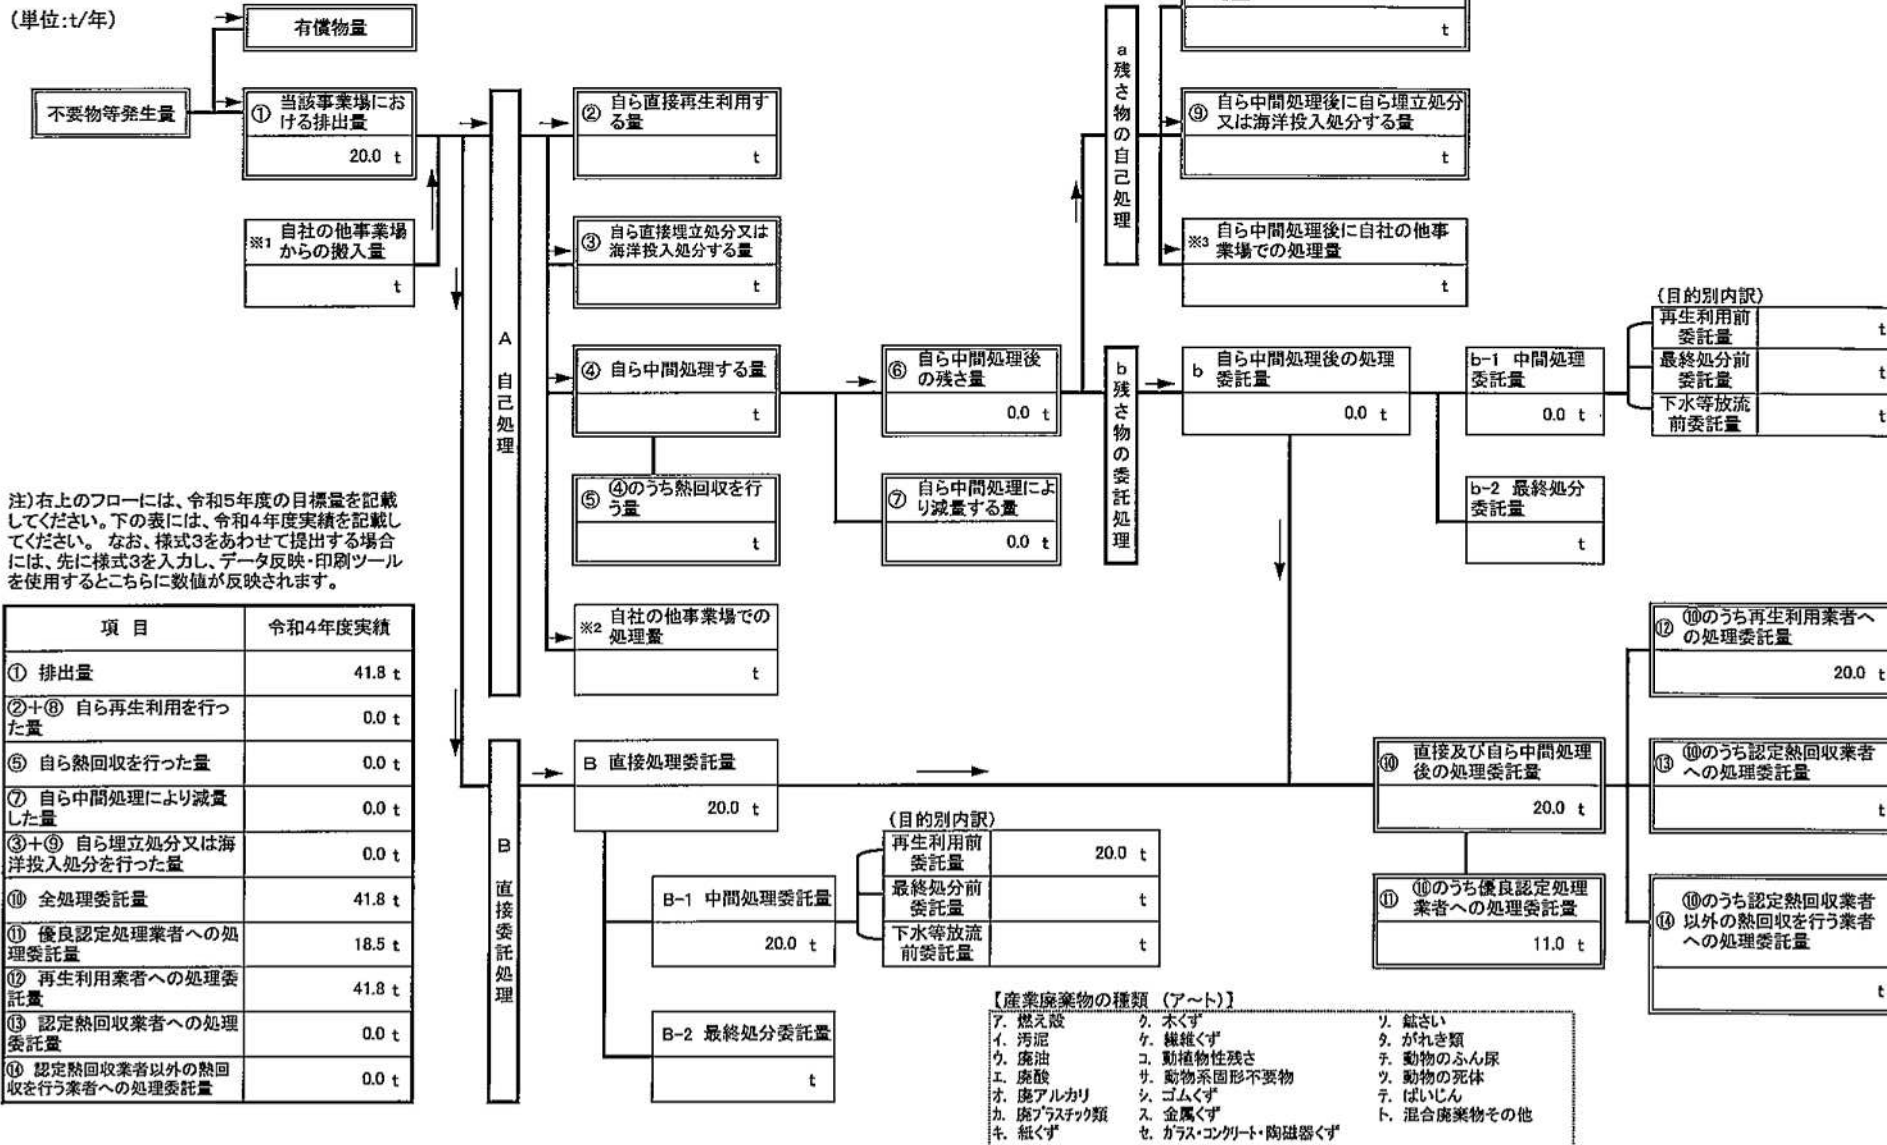 (単位:t/年)
有償物量
不要物等発生量
① 当該事業場にお
ける排出量
20.0 t
※1 自社の他事業場
からの搬入量
t
A 自己処理
② 自ら直接再生利用す
る量
t
③ 自ら直接埋立処分又は
海洋投入処分する量
t
④ 自ら中間処理する量
t
⑤ ④のうち熱回収を行
う量
t
※2 自社の他事業場での
処理量
t
⑥ 自ら中間処理後
の残さ量
0.0 t
⑦ 自ら中間処理によ
り減量する量
0.0 t
a 残さ物の自己処理
t
⑨ 自ら中間処理後に自ら埋立処分
又は海洋投入処分する量
t
※3 自ら中間処理後に自社の他事
業場での処理量
t
b 残さ物の委託処理
b 自ら中間処理後の処理
委託量
0.0 t
b-1 中間処理
委託量
0.0 t
(目的別内訳)
再生利用前
委託量
t
最終処分前
委託量
t
下水等放流
前委託量
t
b-2 最終処分
委託量
t
注)右上のフローには、令和5年度の目標量を記載
してください。下の表には、令和4年度実績を記載し
てください。 なお、様式3をあわせて提出する場合
には、先に様式3を入力し、データ反映・印刷ツール
を使用するとこちらに数値が反映されます。
項 目 令和4年度実績
① 排出量 41.8 t
②+⑧ 自ら再生利用を行っ
た量 0.0 t
⑤ 自ら熱回収を行った量 0.0 t
⑦ 自ら中間処理により減量
した量 0.0 t
③+⑨ 自ら埋立処分又は海
洋投入処分を行った量 0.0 t
⑩ 全処理委託量 41.8 t
⑪ 優良認定処理業者への処
理委託量 18.5 t
⑫ 再生利用業者への処理委
託量 41.8 t
⑬ 認定熱回収業者への処理
委託量 0.0 t
⑭ 認定熱回収業者以外の熱回
収を行う業者への処理委託量 0.0 t
B 直接委託処理
B 直接処理委託量
20.0 t
B-1 中間処理委託量
20.0 t
(目的別内訳)
再生利用前
委託量
20.0 t
最終処分前
委託量
t
下水等放流
前委託量
t
B-2 最終処分委託量
t
⑩ 直接及び自ら中間処理
後の処理委託量
20.0 t
⑪ ⑩のうち優良認定処理
業者への処理委託量
11.0 t
⑫ ⑩のうち再生利用業者へ
の処理委託量
20.0 t
⑬ ⑩のうち認定熱回収業者
への処理委託量
t
⑭ ⑩のうち認定熱回収業者
以外の熱回収を行う業者
への処理委託量
t
【産業廃棄物の種類 (ア～ト)】
ア. 燃え殻 ク. 木くず ソ. 鉱さい
イ. 汚泥 ケ. 繊維くず タ. がれき類
ウ. 廃油 コ. 動植物性残さ チ. 動物のふん尿
エ. 廃酸 サ. 動物系固形不要物 ツ. 動物の死体
オ. 廃アルカリ シ. ゴムくず テ. ばいじん
カ. 廃プラスチック類 ス. 金属くず ト. 混合廃棄物その他
キ. 紙くず セ. ガラス・コンクリート・陶磁器くず